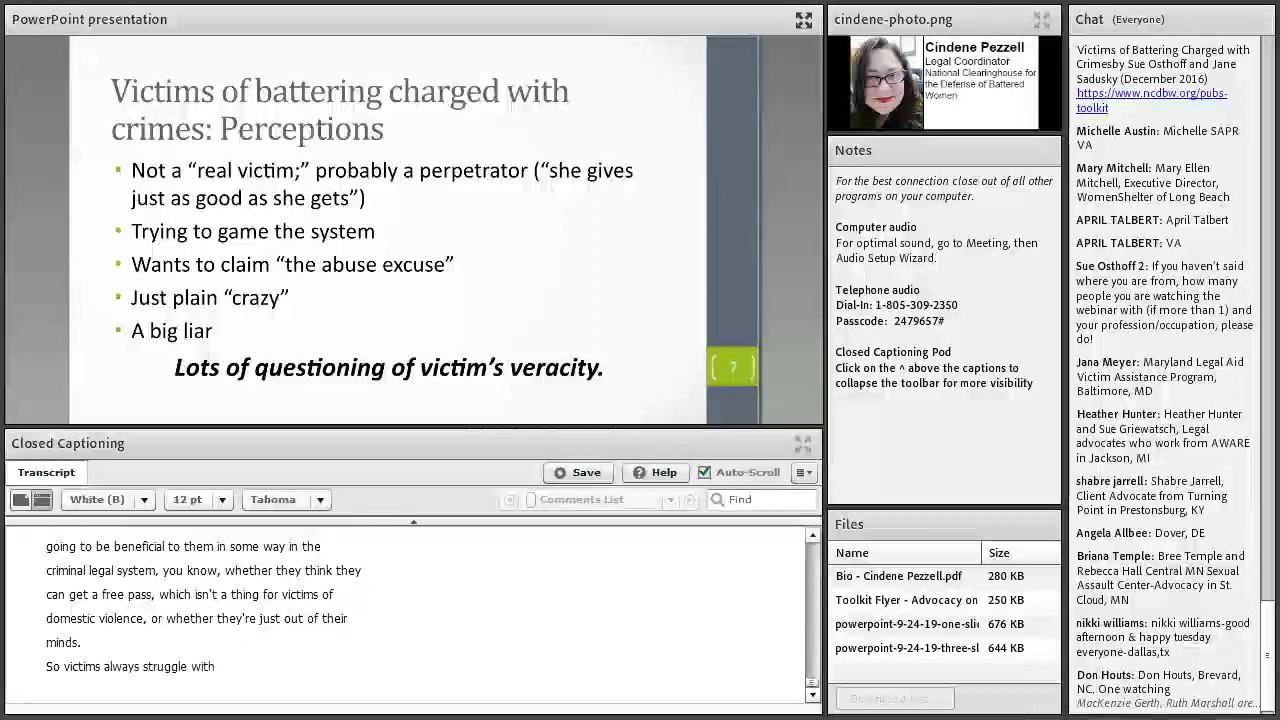 PowerPoint presentation
Victims of battering charged with
crimes: Perceptions
• Not a “real victim;” probably a perpetrator (“she gives
just as good as she gets”)
• Trying to game the system
• Wants to claim “the abuse excuse”
• Just plain “crazy”
• A big liar
Lots of questioning of victim’s veracity.
7
Closed Captioning
Transcript
Save
Help
Auto-Scroll
White (B)
12 pt
Tahoma
Comments List
Find
going to be beneficial to them in some way in the
criminal legal system, you know, whether they think they
can get a free pass, which isn't a thing for victims of
domestic violence, or whether they're just out of their
minds.
So victims always struggle with
cindene-photo.png
Cindene Pezzell
Legal Coordinator
National Clearinghouse for
the Defense of Battered
Women
Notes
For the best connection close out of all other
programs on your computer.
Computer audio
For optimal sound, go to Meeting, then
Audio Setup Wizard.
Telephone audio
Dial-In: 1-805-309-2350
Passcode: 2479657#
Closed Captioning Pod
Click on the ^ above the captions to
collapse the toolbar for more visibility
Files
Name Size
Bio - Cindene Pezzell.pdf 280 KB
Toolkit Flyer - Advocacy on 250 KB
powerpoint-9-24-19-one-sli 676 KB
powerpoint-9-24-19-three-sl 644 KB
Chat (Everyone)
Victims of Battering Charged with
Crimesby Sue Osthoff and Jane
Sadusky (December 2016)
https://www.ncdbw.org/pubs-
toolkit
Michelle Austin: Michelle SAPR
VA
Mary Mitchell: Mary Ellen
Mitchell, Executive Director,
WomenShelter of Long Beach
APRIL TALBERT: April Talbert
APRIL TALBERT: VA
Sue Osthoff 2: If you haven't said
where you are from, how many
people you are watching the
webinar with (if more than 1) and
your profession/occupation, please
do!
Jana Meyer: Maryland Legal Aid
Victim Assistance Program,
Baltimore, MD
Heather Hunter: Heather Hunter
and Sue Griewatsch, Legal
advocates who work from AWARE
in Jackson, MI
shabre jarrell: Shabre Jarrell,
Client Advocate from Turning
Point in Prestonsburg, KY
Angela Allbee: Dover, DE
Briana Temple: Bree Temple and
Rebecca Hall Central MN Sexual
Assault Center-Advocacy in St.
Cloud, MN
nikki williams: nikki williams-good
afternoon & happy tuesday
everyone-dallas,tx
Don Houts: Don Houts, Brevard,
NC. One watching
MacKenzie Gerth, Ruth Marshall are...